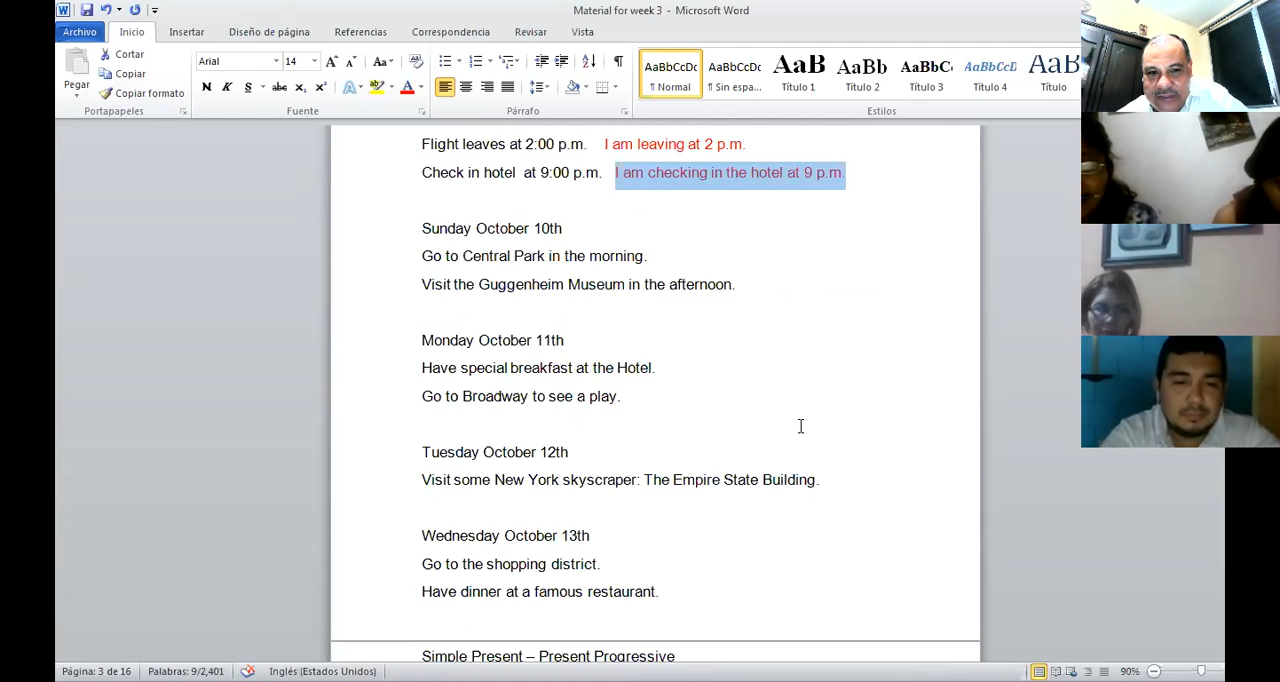 Material for week 3 - Microsoft Word
Archivo Inicio Insertar Diseño de página Referencias Correspondencia Revisar Vista
Pegar
Cortar
Copiar
Copiar formato
Portapapeles
Arial 14
N K S abc x₂ x²
Fuente
Párrafo
AaBbCcDc AaBbCcDc AaB AaBb AaBbC AaBbCcD AaB
¶ Normal ¶ Sin espa... Título 1 Título 2 Título 3 Título 4 Título
Estilos
Flight leaves at 2:00 p.m. I am leaving at 2 p.m.
Check in hotel at 9:00 p.m. I am checking in the hotel at 9 p.m.
Sunday October 10th
Go to Central Park in the morning.
Visit the Guggenheim Museum in the afternoon.
Monday October 11th
Have special breakfast at the Hotel.
Go to Broadway to see a play.
Tuesday October 12th
Visit some New York skyscraper: The Empire State Building.
Wednesday October 13th
Go to the shopping district.
Have dinner at a famous restaurant.
Simple Present – Present Progressive
Página: 3 de 16 Palabras: 9/2,401 Inglés (Estados Unidos) 90%